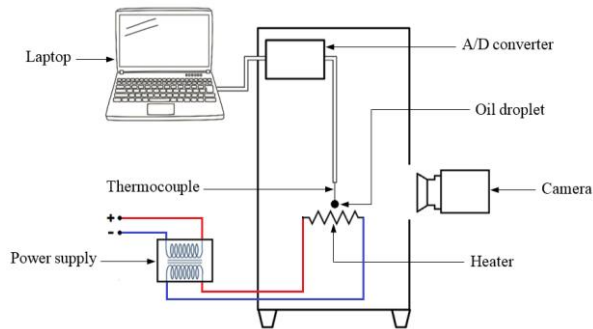 A/D converter
Laptop
Oil droplet
Thermocouple
Camera
+
-
Power supply
Heater